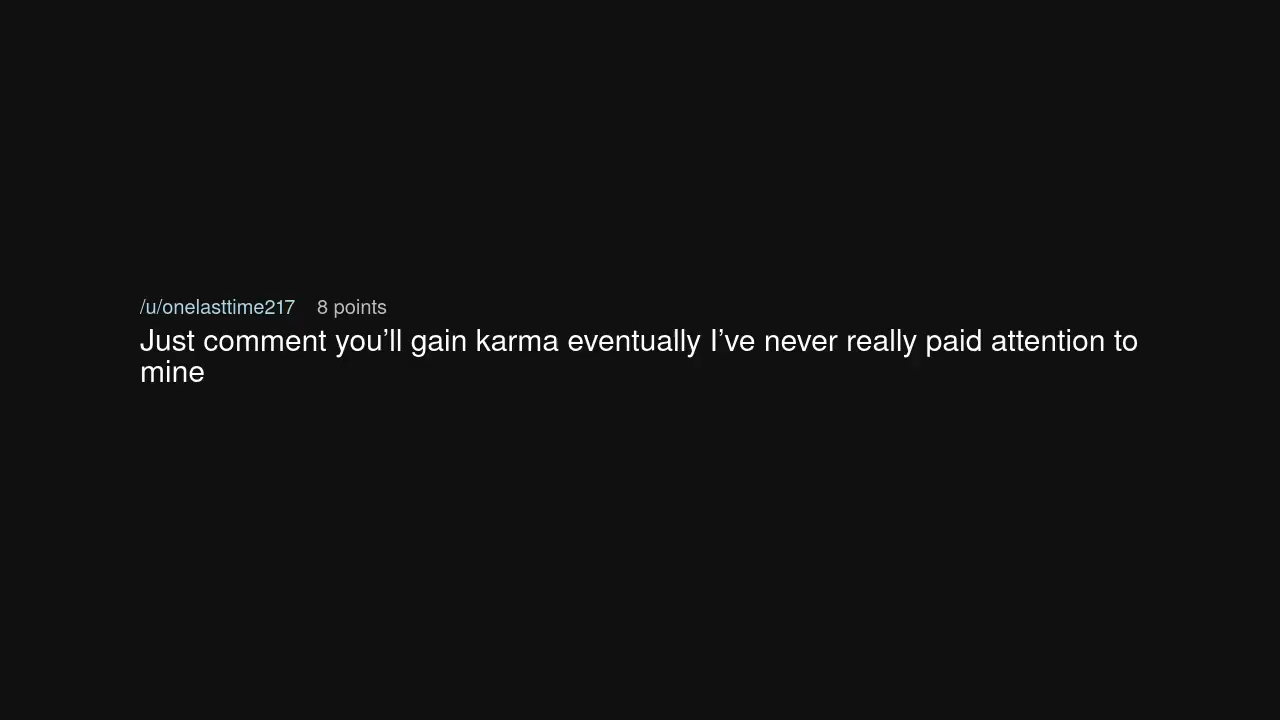 /u/onelasttime217 8 points
Just comment you’ll gain karma eventually I’ve never really paid attention to
mine